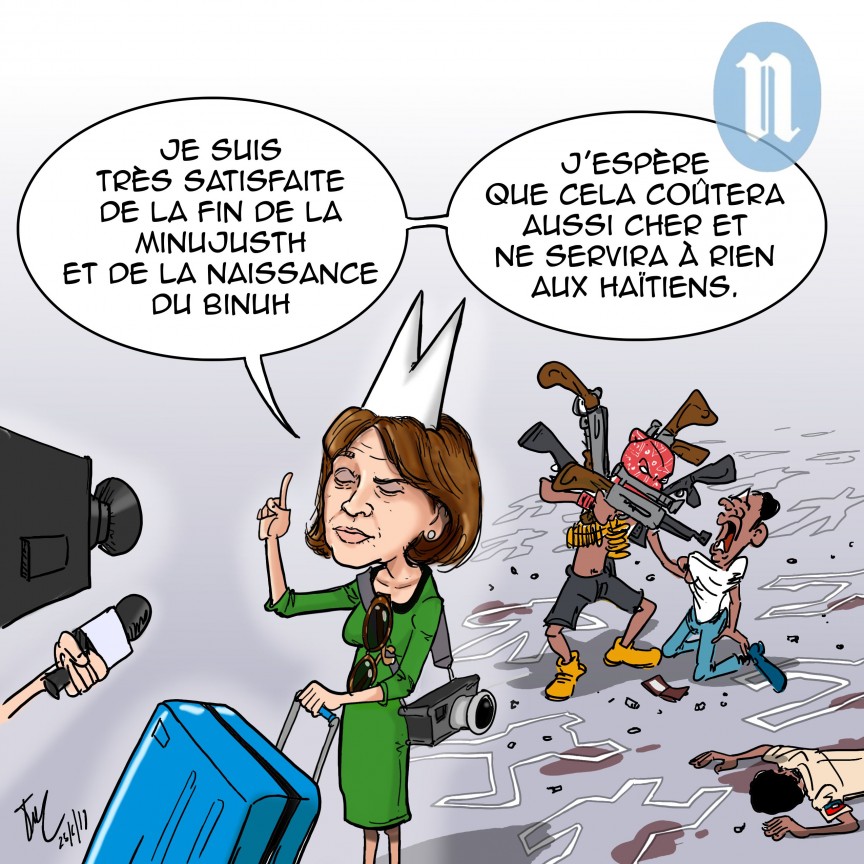 JE SUIS
TRÈS SATISFAITE
DE LA FIN DE LA
MINUJUSTH
ET DE LA NAISSANCE
DU BINUH
J'ESPÈRE
QUE CELA COÛTERA
AUSSI CHER ET
NE SERVIRA À RIEN
AUX HAÏTIENS.
n